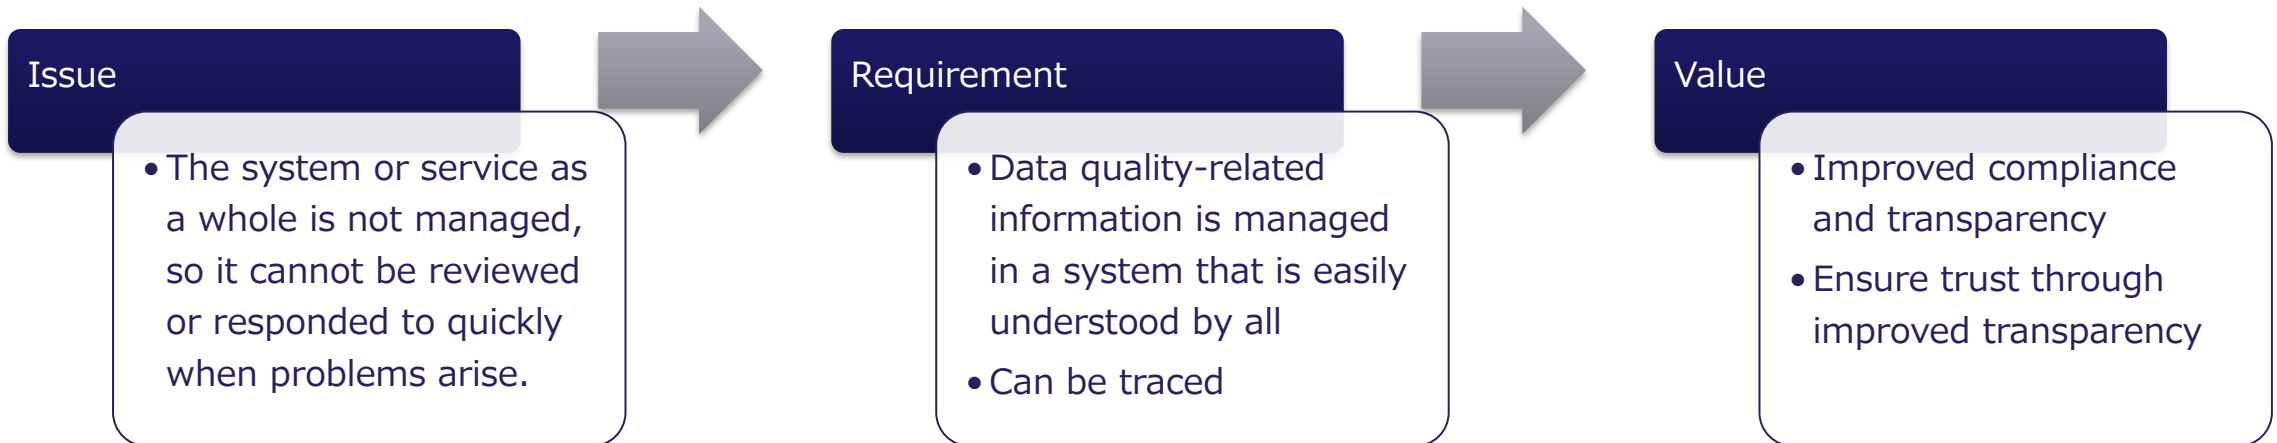 Issue
• The system or service as
a whole is not managed,
so it cannot be reviewed
or responded to quickly
when problems arise.
Requirement
• Data quality-related
information is managed
in a system that is easily
understood by all
• Can be traced
Value
• Improved compliance
and transparency
• Ensure trust through
improved transparency